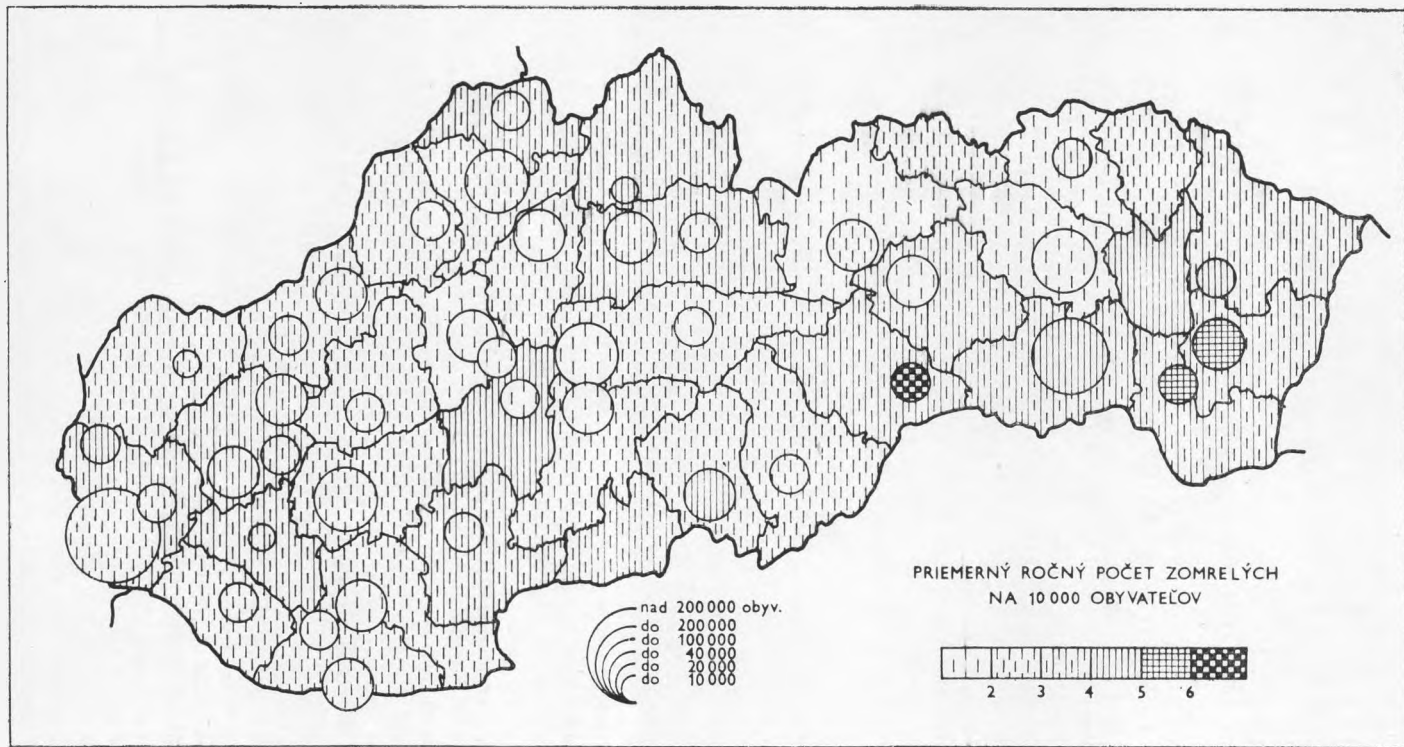 PRIEMERNÝ ROČNÝ POČET ZOMRELÝCH
NA 10 000 OBYVATEĽOV
nad 200 000 obyv.
do 200 000
do 100 000
do 40 000
do 20 000
do 10 000
2 3 4 5 6